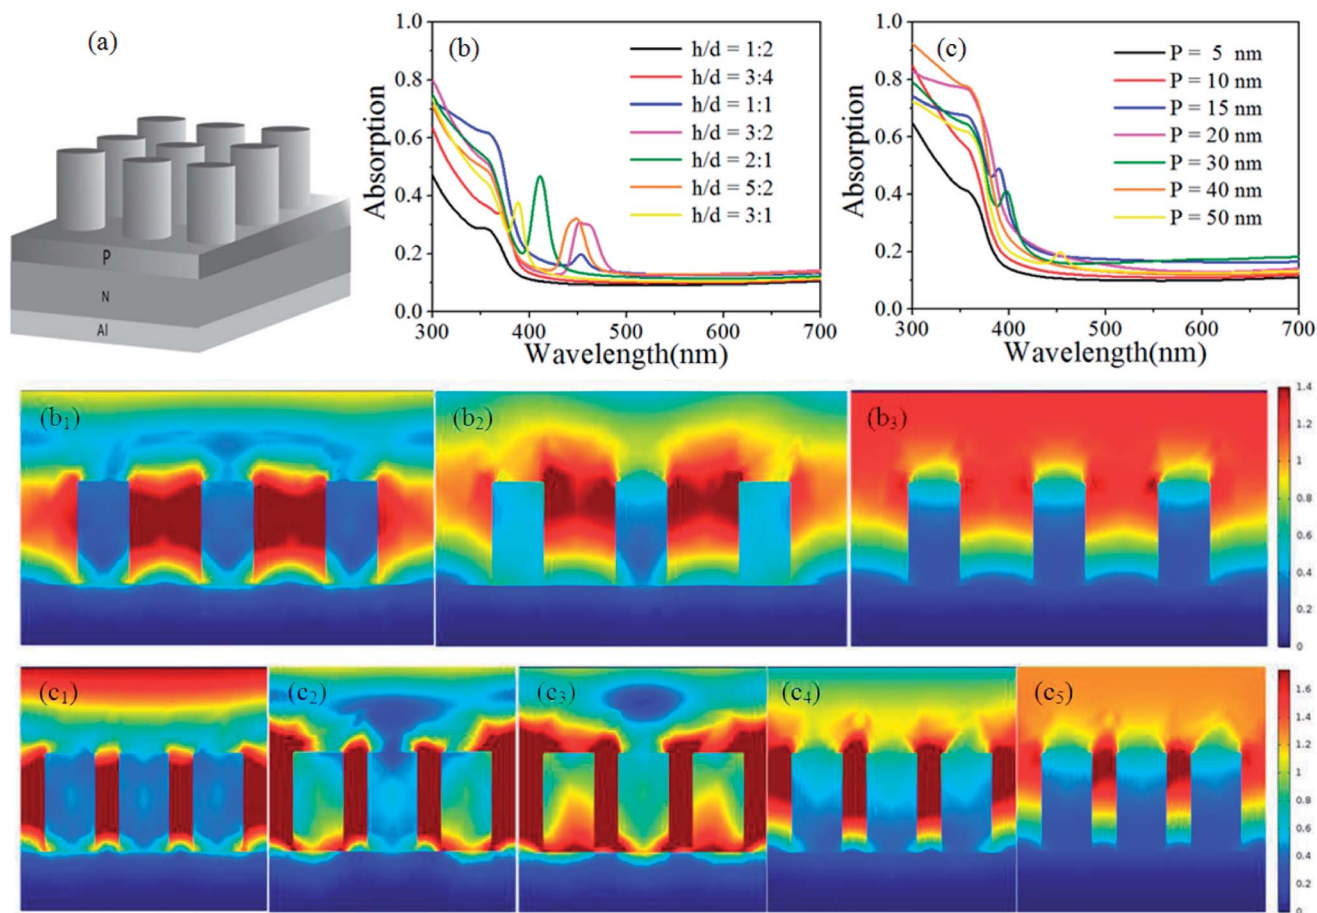 (a)
P
N
Al
(b)
h/d = 1:2
h/d = 3:4
h/d = 1:1
h/d = 3:2
h/d = 2:1
h/d = 5:2
h/d = 3:1
Absorption
1.0
0.8
0.6
0.4
0.2
0.0
300 400 500 600 700
Wavelength(nm)
(c)
P = 5 nm
P = 10 nm
P = 15 nm
P = 20 nm
P = 30 nm
P = 40 nm
P = 50 nm
Absorption
1.0
0.8
0.6
0.4
0.2
0.0
300 400 500 600 700
Wavelength(nm)
(b1) (b2) (b3)
1.4
1.2
1
0.8
0.6
0.4
0.2
0
(c1) (c2) (c3) (c4) (c5)
1.6
1.4
1.2
1
0.8
0.6
0.4
0.2
0